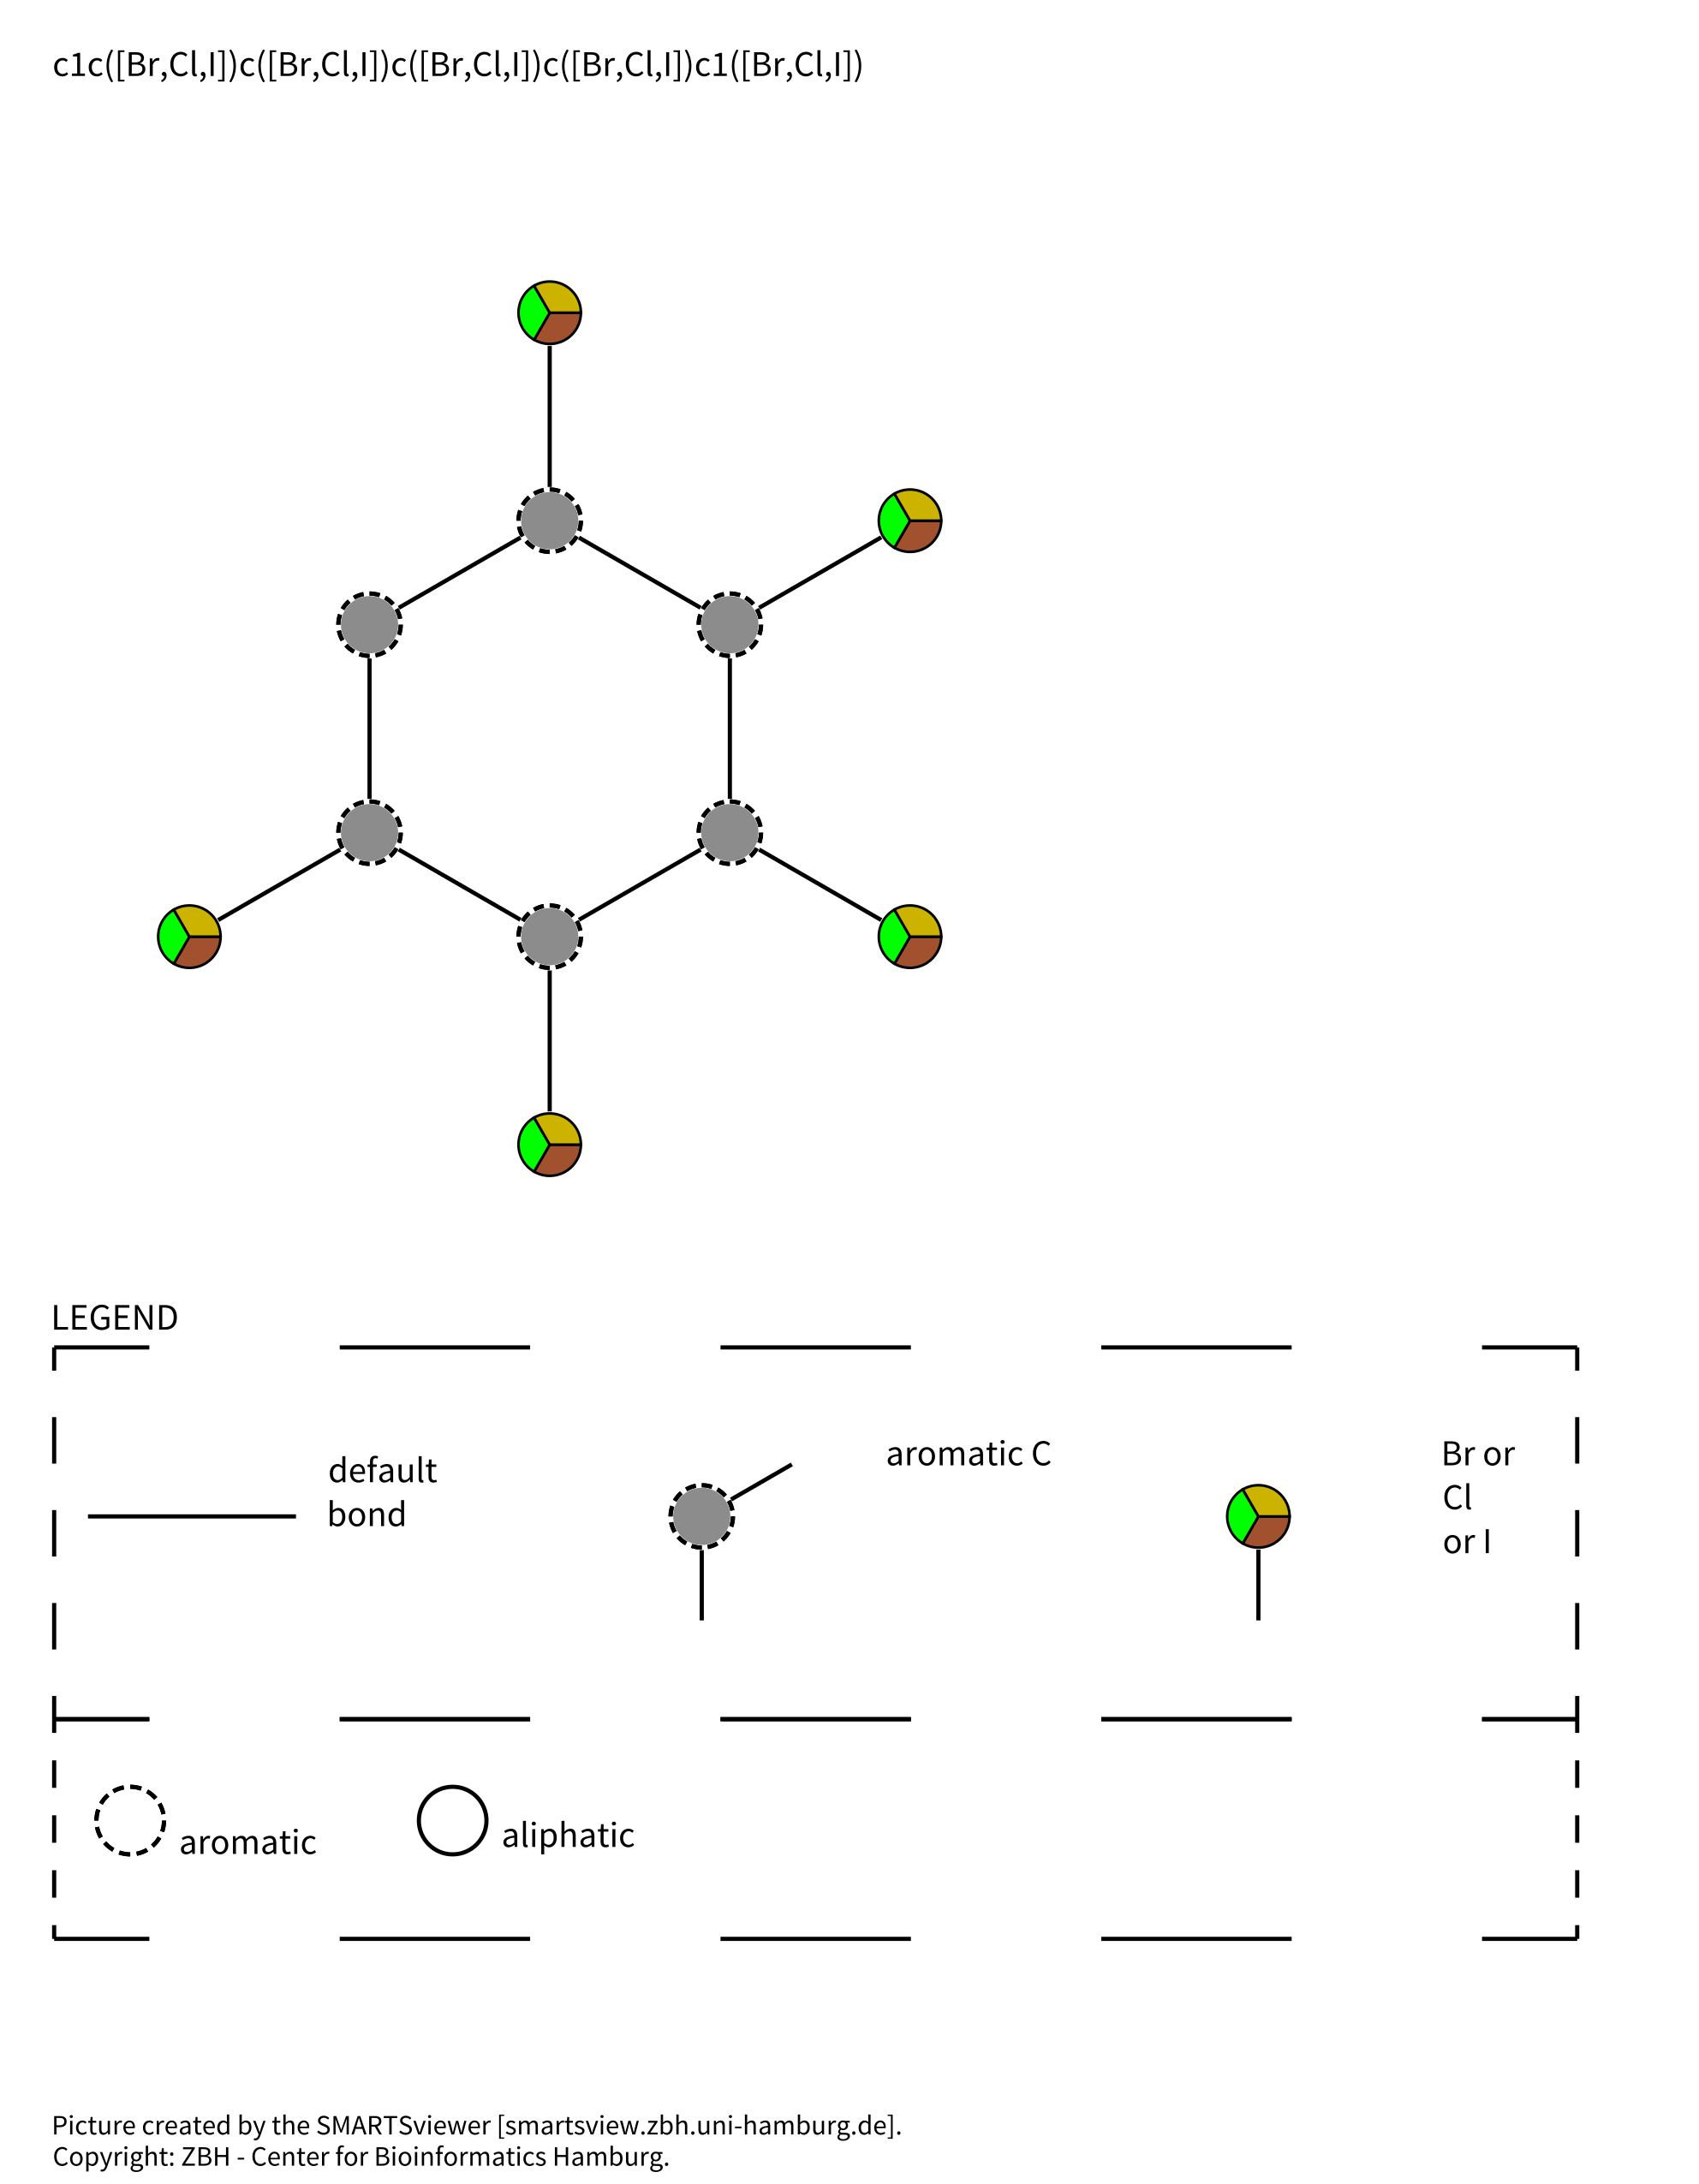 c1c([Br,Cl,I])c([Br,Cl,I])c([Br,Cl,I])c([Br,Cl,I])c1([Br,Cl,I])
LEGEND
default
bond
aromatic C
Br or
Cl
or I
aromatic
aliphatic
Picture created by the SMARTSviewer [smartsview.zbh.uni-hamburg.de].
Copyright: ZBH - Center for Bioinformatics Hamburg.